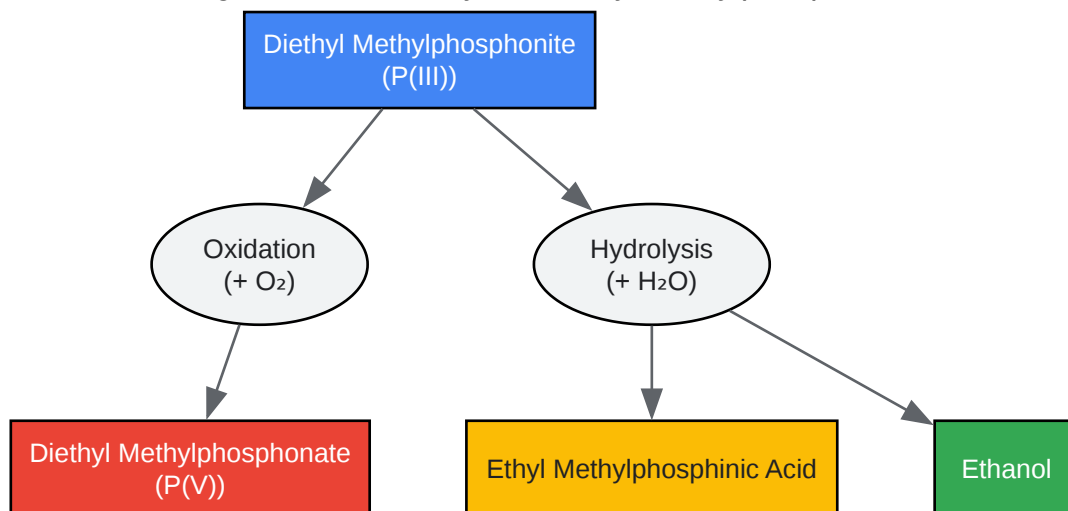 Diethyl Methylphosphonite
(P(III))
Oxidation
(+ O₂)
Hydrolysis
(+ H₂O)
Diethyl Methylphosphonate
(P(V))
Ethyl Methylphosphinic Acid
Ethanol